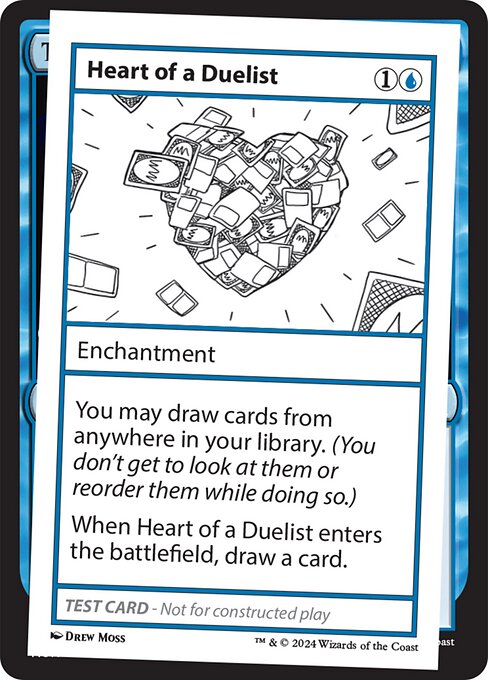 T
Heart of a Duelist 1
Enchantment
You may draw cards from
anywhere in your library. (You
don't get to look at them or
reorder them while doing so.)
When Heart of a Duelist enters
the battlefield, draw a card.
TEST CARD - Not for constructed play
DREW MOSS
™ & © 2024 Wizards of the Coast
oast